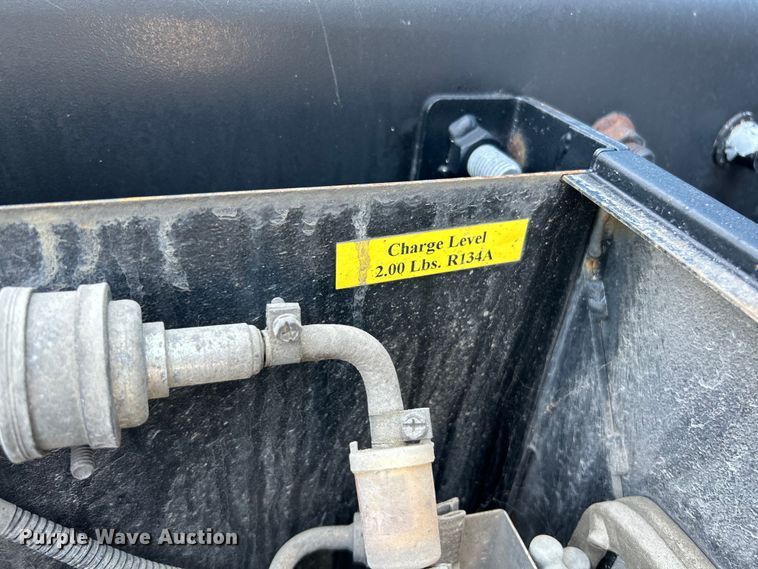 Charge Level
2.00 Lbs. R134A
Purple Wave Auction